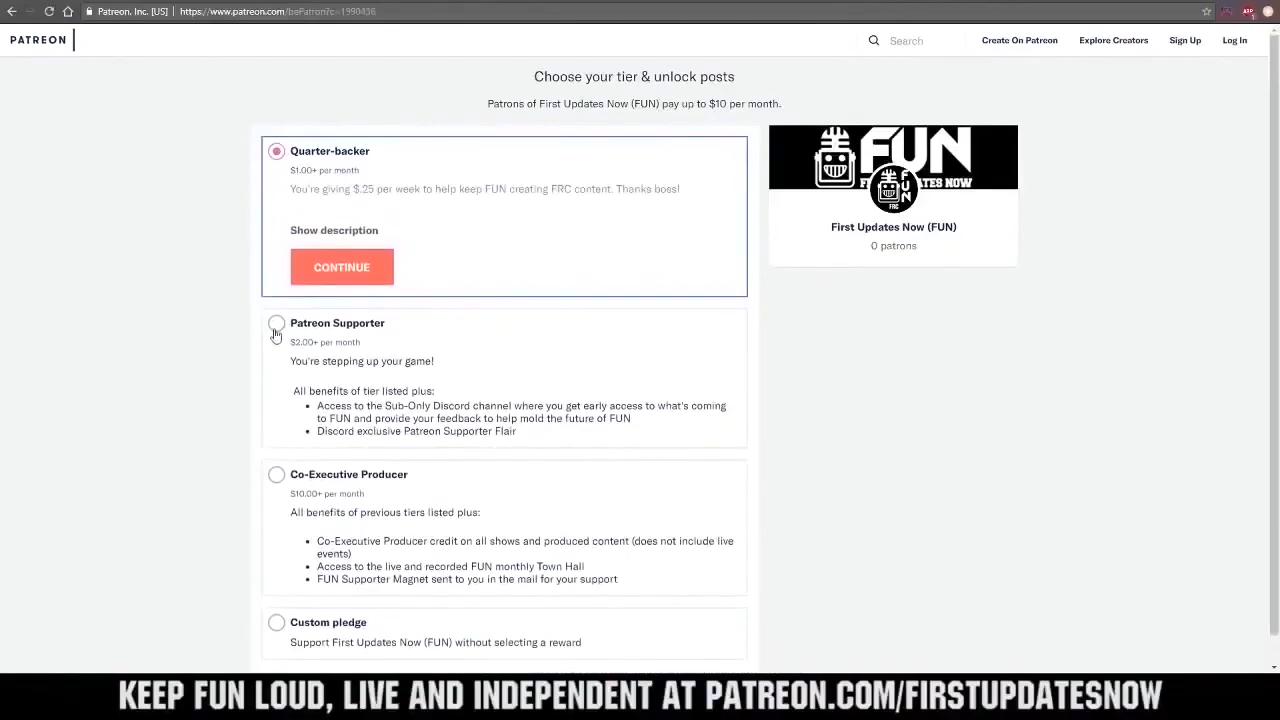 Patreon, Inc. [US] | https://www.patreon.com/bePatron?c=1990436
PATREON
Search
Create On Patreon
Explore Creators
Sign Up
Log In
Choose your tier & unlock posts
Patrons of First Updates Now (FUN) pay up to $10 per month.
Quarter-backer
$1.00+ per month
You're giving $.25 per week to help keep FUN creating FRC content. Thanks boss!
Show description
CONTINUE
Patreon Supporter
$2.00+ per month
You're stepping up your game!
All benefits of tier listed plus:
• Access to the Sub-Only Discord channel where you get early access to what's coming
to FUN and provide your feedback to help mold the future of FUN
• Discord exclusive Patreon Supporter Flair
Co-Executive Producer
$10.00+ per month
All benefits of previous tiers listed plus:
• Co-Executive Producer credit on all shows and produced content (does not include live
events)
• Access to the live and recorded FUN monthly Town Hall
• FUN Supporter Magnet sent to you in the mail for your support
Custom pledge
Support First Updates Now (FUN) without selecting a reward
FUN
FUN
FRC
First Updates Now (FUN)
0 patrons
KEEP FUN LOUD, LIVE AND INDEPENDENT AT PATREON.COM/FIRSTUPDATESNOW